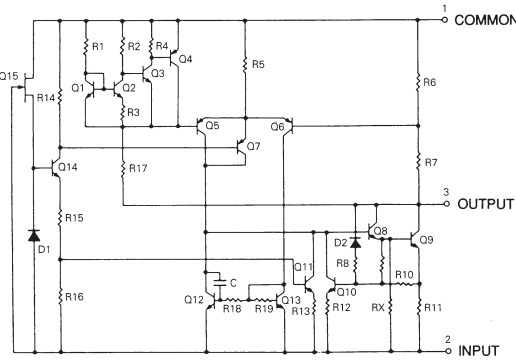 1
COMMON
R1
R2
R4
Q4
Q3
R5
R6
Q15
Q1
Q2
R14
R3
Q5
Q6
Q7
R7
Q14
R17
3
OUTPUT
R15
D2
Q8
Q9
D1
R8
Q11
C
R10
R16
Q12
R18
R19
Q13
R13
Q10
R12
RX
R11
2
INPUT